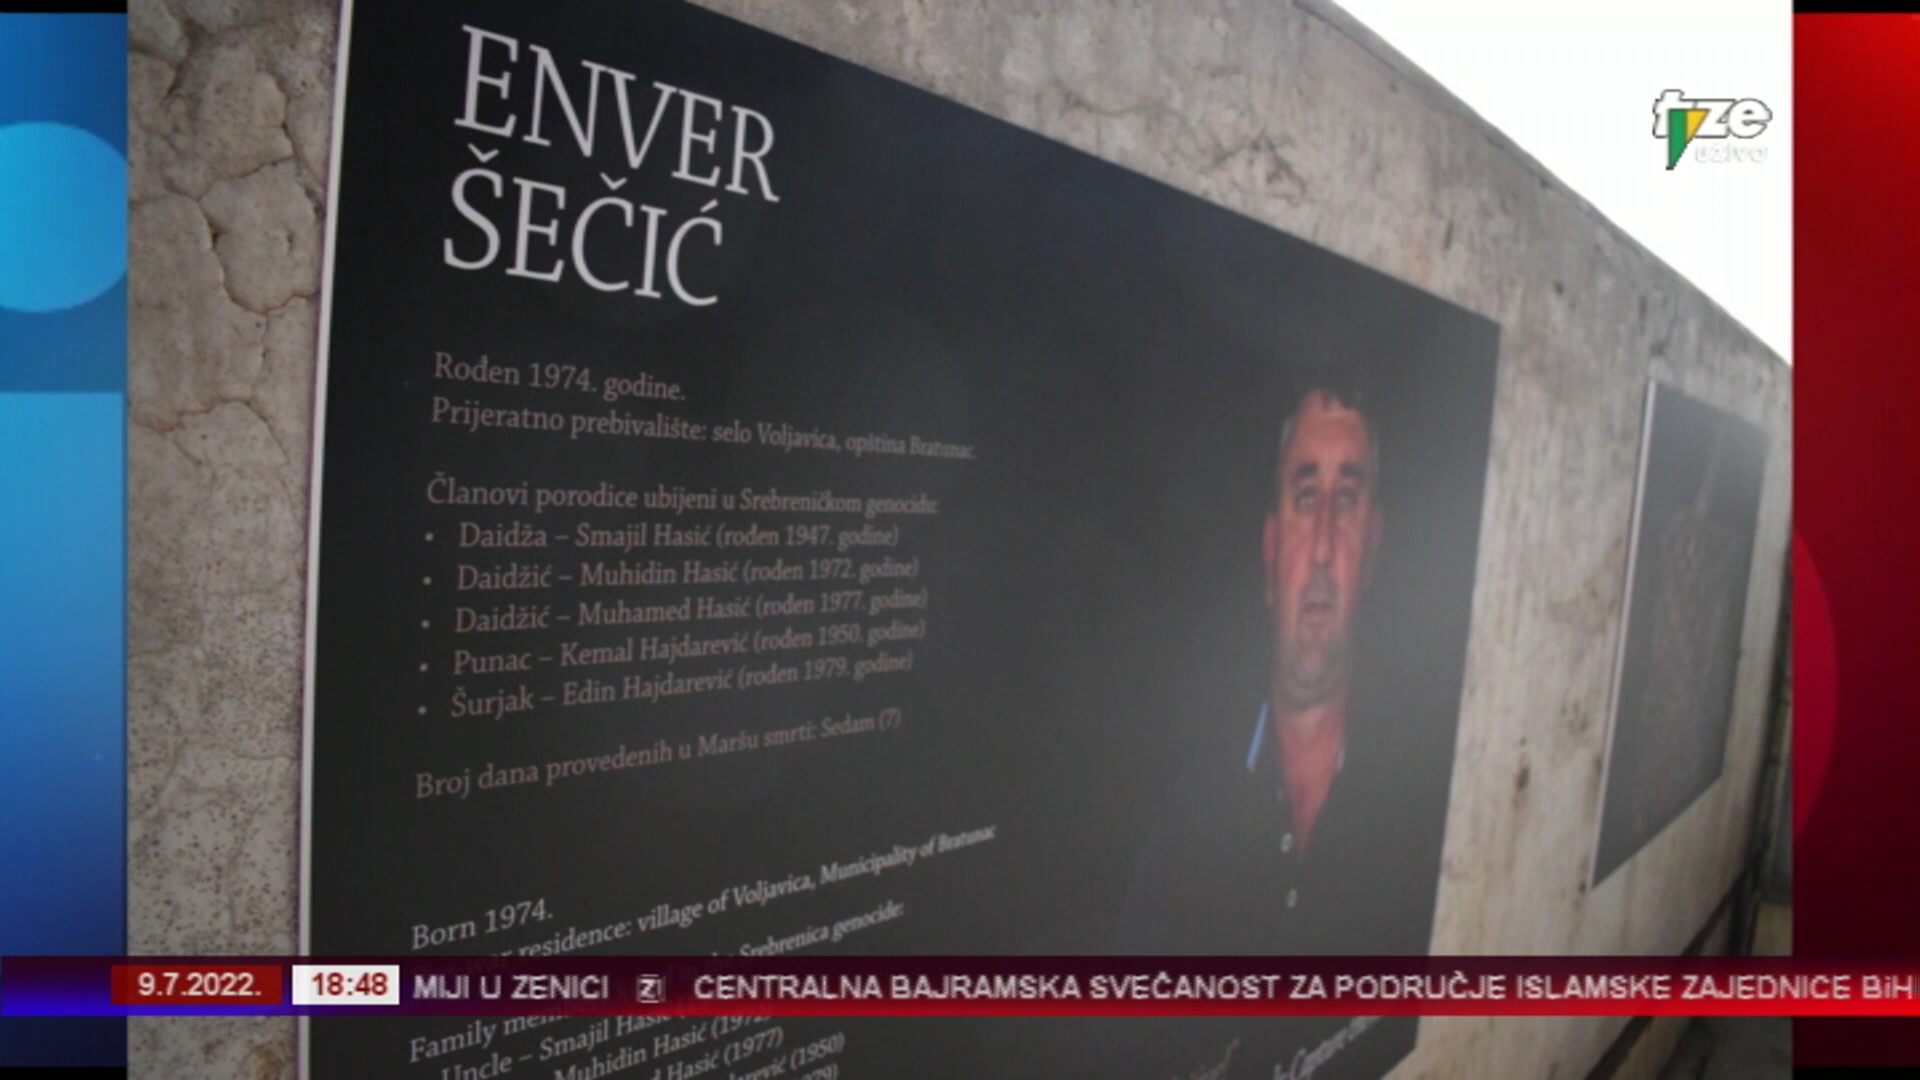 ENVER
ŠEČIĆ
Rođen 1974. godine.
Prijeratno prebivalište: selo Voljavica, opština Bratunac.
Članovi porodice ubijeni u Srebreničkom genocidu:
• Daidža – Smajil Hasić (rođen 1947. godine)
• Daidžić – Muhidin Hasić (rođen 1972. godine)
• Daidžić – Muhamed Hasić (rođen 1977. godine)
• Punac – Kemal Hajdarević (rođen 1950. godine)
• Šurjak – Edin Hajdarević (rođen 1979. godine)
Broj dana provedenih u Maršu smrti: Sedam (7)
Born 1974.
residence: village of Voljavica, Municipality of Bratunac
Srebrenica genocide:
Family
Uncle – Smajil Hasić
Muhidin Hasić
Hasić (1977)
(1950)
tvze
uživo
9.7.2022. 18:48 MIJI U ZENICI CENTRALNA BAJRAMSKA SVEČANOST ZA PODRUČJE ISLAMSKE ZAJEDNICE BiH